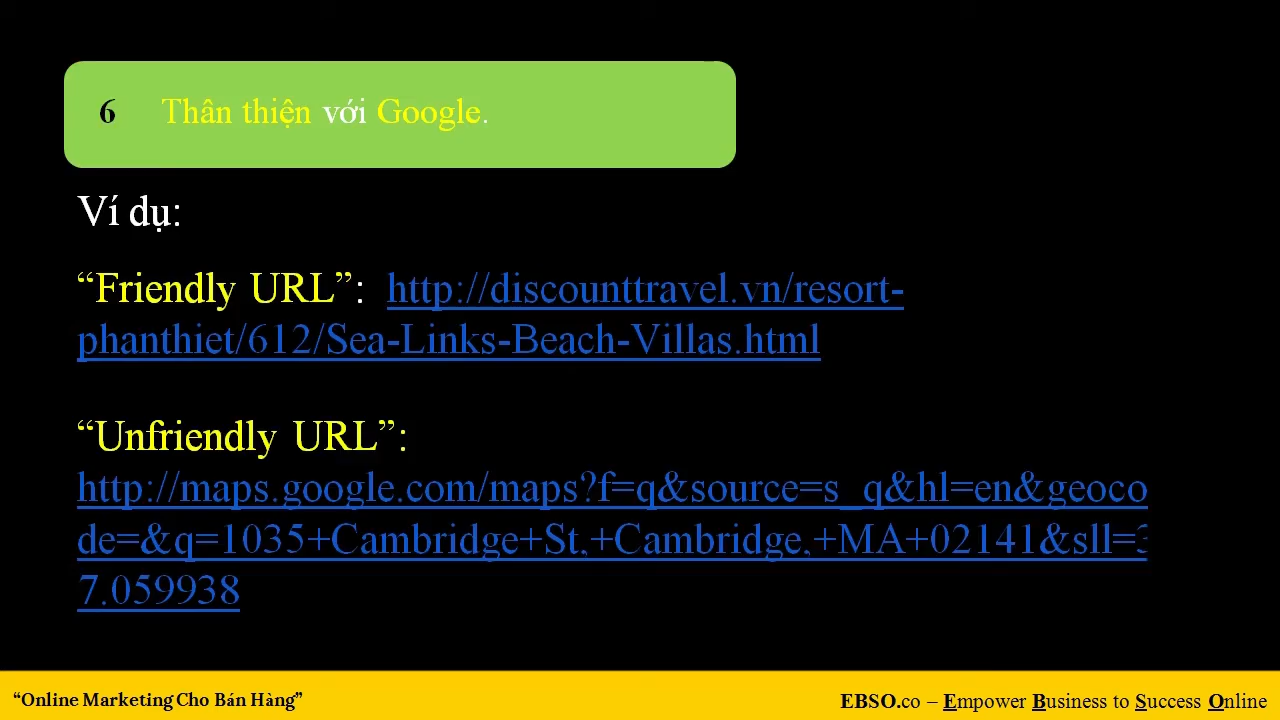 6 Thân thiện với Google.
Ví dụ:
“Friendly URL”: http://discounttravel.vn/resort-
phanthiet/612/Sea-Links-Beach-Villas.html
“Unfriendly URL”:
http://maps.google.com/maps?f=q&source=s_q&hl=en&geoco
de=&q=1035+Cambridge+St,+Cambridge,+MA+02141&sll=3
7.059938
“Online Marketing Cho Bán Hàng”
EBSO.co – Empower Business to Success Online